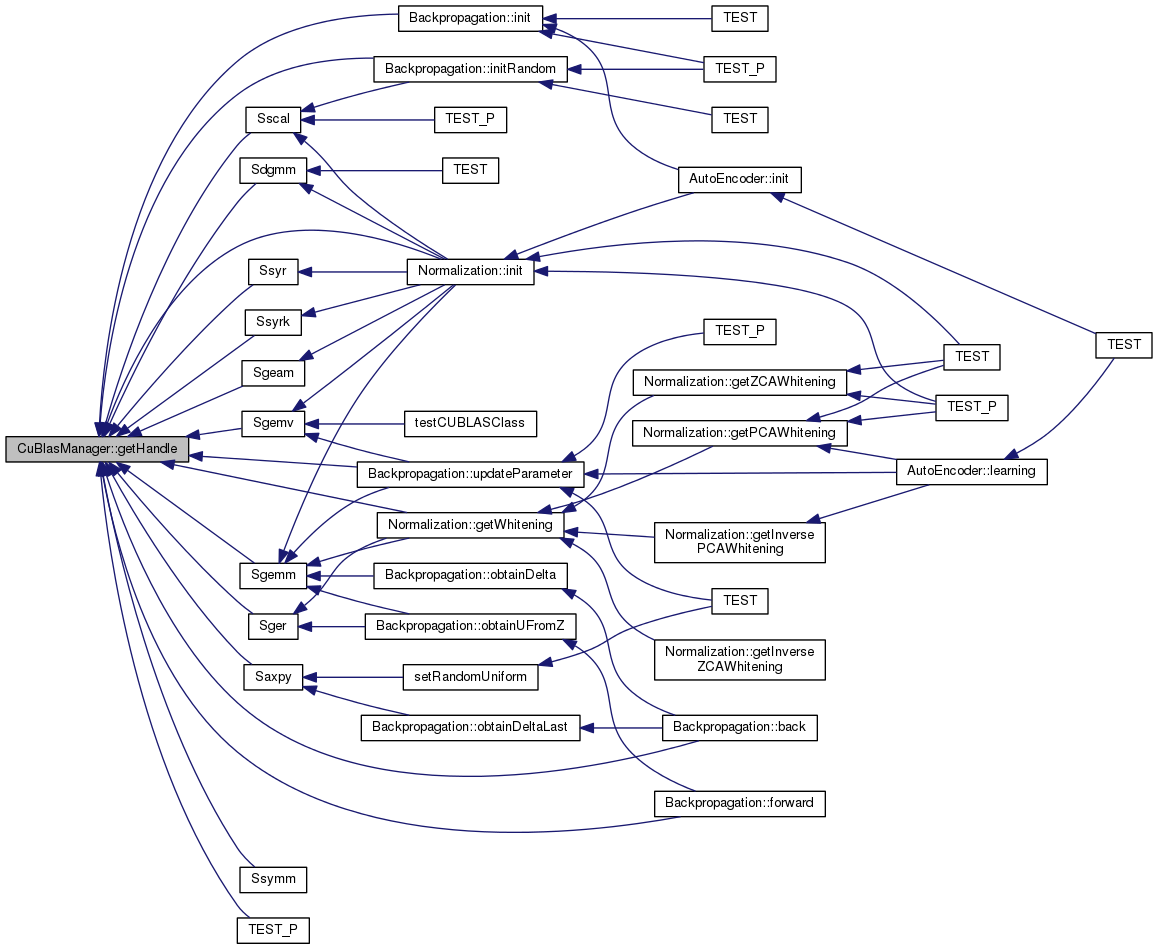 Backpropagation::init
TEST
Backpropagation::initRandom
TEST_P
Sscal
TEST_P
TEST
Sdgmm
TEST
AutoEncoder::init
Ssyr
Normalization::init
Ssyrk
TEST_P
TEST
TEST
Sgeam
Normalization::getZCAWhitening
TEST_P
Sgemv
testCUBLASClass
Normalization::getPCAWhitening
CuBlasManager::getHandle
Backpropagation::updateParameter
AutoEncoder::learning
Normalization::getWhitening
Normalization::getInverse
PCAWhitening
Sgemm
Backpropagation::obtainDelta
TEST
Sger
Backpropagation::obtainUFromZ
Normalization::getInverse
ZCAWhitening
Saxpy
setRandomUniform
Backpropagation::obtainDeltaLast
Backpropagation::back
Backpropagation::forward
Ssymm
TEST_P